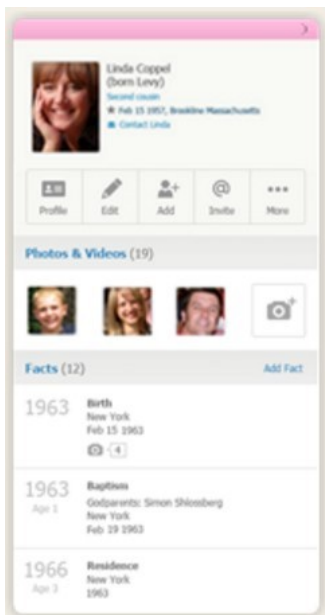 Linda Coppel
(born Levy)
Second cousin
Feb 15 1957, Brookline Massachusetts
Contact Linda
Profile
Edit
Add
Invite
More
Photos & Videos (19)
Facts (12)
Add Fact
1963
Birth
New York
Feb 15 1963
4
1963
Age 1
Baptism
Godparents: Simon Shlossberg
New York
Feb 19 1963
1966
Age 3
Residence
New York
1963